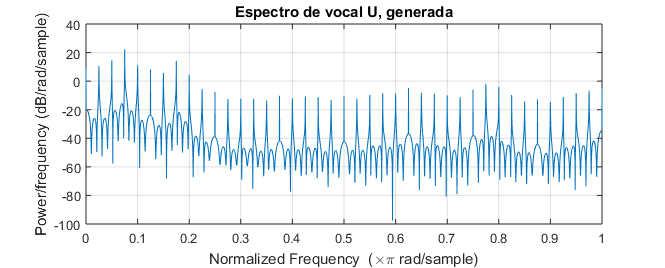 Espectro de vocal U, generada
Power/frequency (dB/rad/sample)
40
20
0
-20
-40
-60
-80
-100
0 0.1 0.2 0.3 0.4 0.5 0.6 0.7 0.8 0.9 1
Normalized Frequency (×π rad/sample)